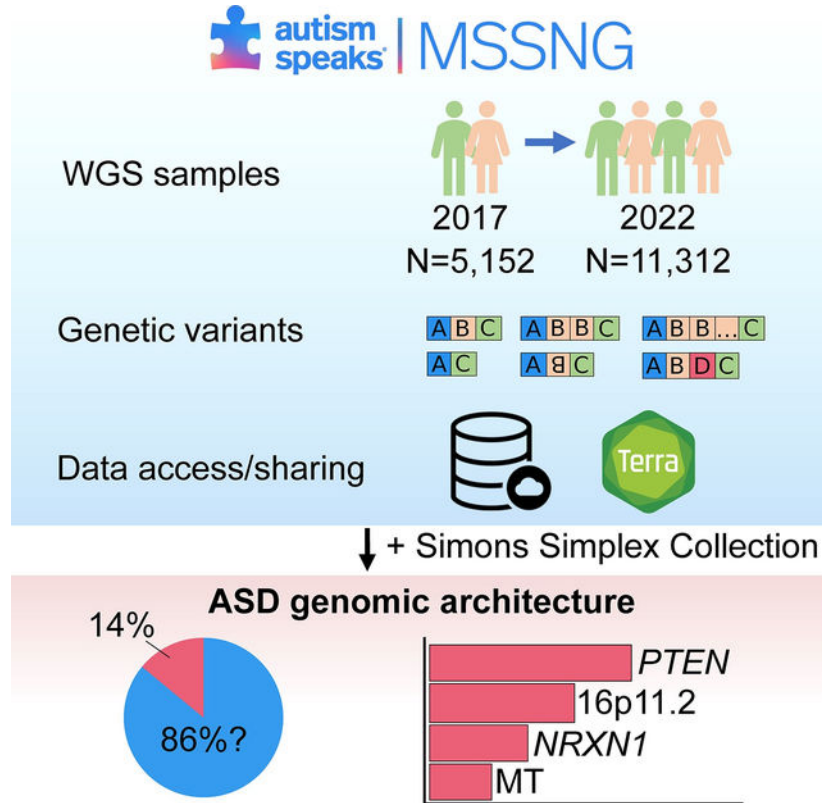 autism speaks | MSSNG
WGS samples
2017
N=5,152
2022
N=11,312
Genetic variants
A B C
A B B C
A B B ... C
A C
A B C
A B D C
Data access/sharing
Terra
+ Simons Simplex Collection
ASD genomic architecture
14%
86%?
PTEN
16p11.2
NRXN1
MT